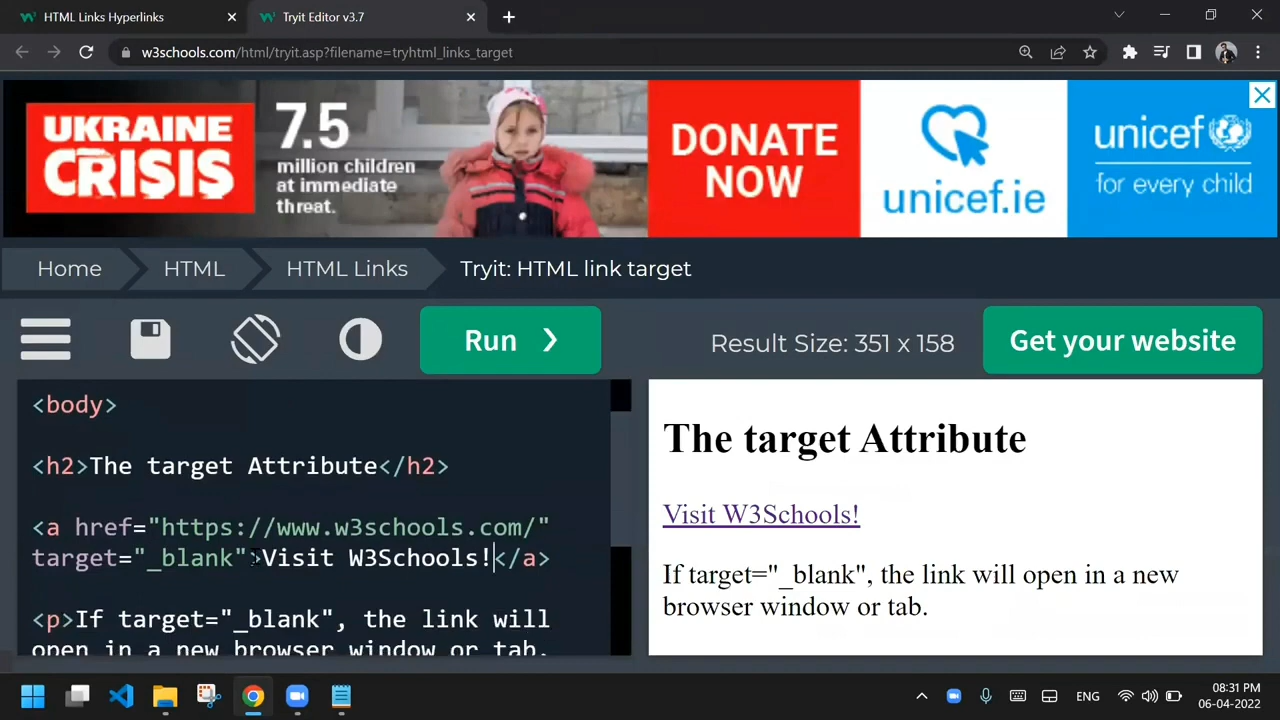 HTML Links Hyperlinks
Tryit Editor v3.7
w3schools.com/html/tryit.asp?filename=tryhtml_links_target
UKRAINE
CRISIS
7.5
million children
at immediate
threat.
DONATE
NOW
unicef.ie
unicef
for every child
Home
HTML
HTML Links
Tryit: HTML link target
Run ❯
Result Size: 351 x 158
Get your website
<body>
<h2>The target Attribute</h2>
<a href="https://www.w3schools.com/"
target="_blank">Visit W3Schools!</a>
<p>If target="_blank", the link will
open in a new browser window or tab.
The target Attribute
Visit W3Schools!
If target="_blank", the link will open in a new
browser window or tab.
ENG
08:31 PM
06-04-2022